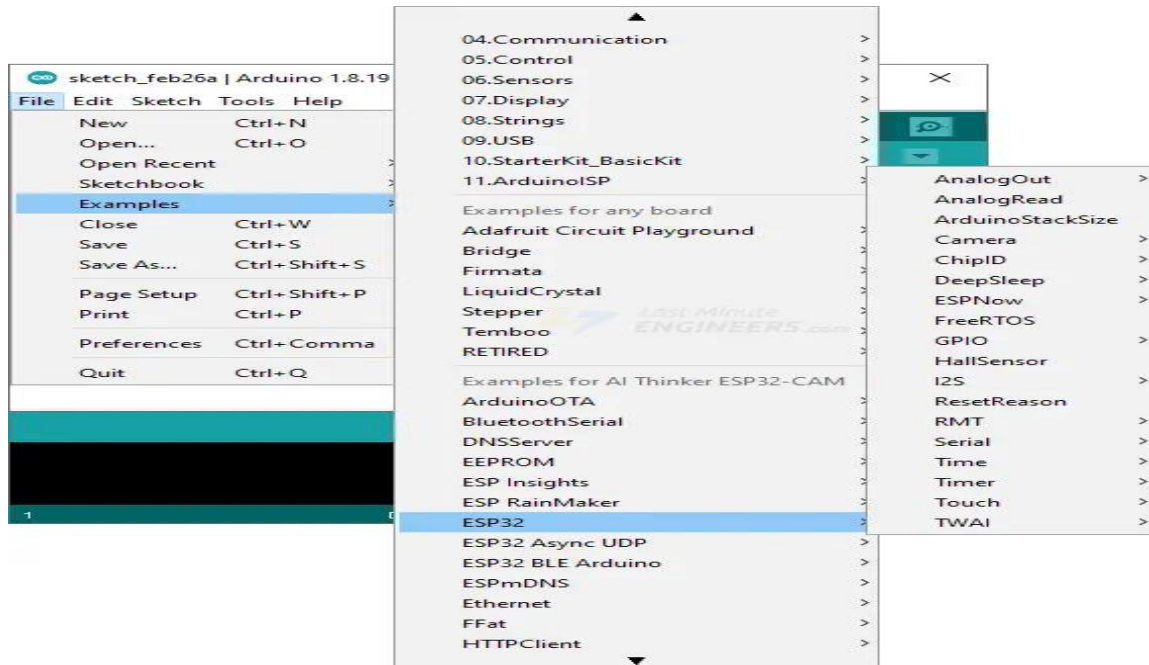 sketch_feb26a | Arduino 1.8.19
File Edit Sketch Tools Help
New Ctrl+N
Open... Ctrl+O
Open Recent
Sketchbook
Examples
Close Ctrl+W
Save Ctrl+S
Save As... Ctrl+Shift+S
Page Setup Ctrl+Shift+P
Print Ctrl+P
Preferences Ctrl+Comma
Quit Ctrl+Q
1
04.Communication
05.Control
06.Sensors
07.Display
08.Strings
09.USB
10.StarterKit_BasicKit
11.ArduinoISP
Examples for any board
Adafruit Circuit Playground
Bridge
Firmata
LiquidCrystal
Stepper
Temboo
RETIRED
Last Minute
ENGINEERS.com
Examples for AI Thinker ESP32-CAM
ArduinoOTA
BluetoothSerial
DNSServer
EEPROM
ESP Insights
ESP RainMaker
ESP32
ESP32 Async UDP
ESP32 BLE Arduino
ESPmDNS
Ethernet
FFat
HTTPClient
AnalogOut
AnalogRead
ArduinoStackSize
Camera
ChipID
DeepSleep
ESPNow
FreeRTOS
GPIO
HallSensor
I2S
ResetReason
RMT
Serial
Time
Timer
Touch
TWAI